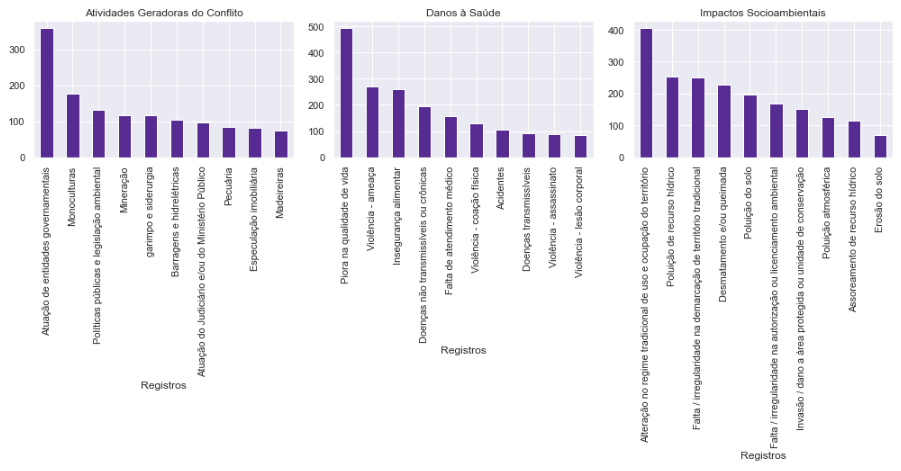 Atividades Geradoras do Conflito
300
200
100
0
Atuação de entidades governamentais
Monoculturas
Políticas públicas e legislação ambiental
Mineração
garimpo e siderurgia
Barragens e hidrelétricas
Atuação do Judiciário e/ou do Ministério Público
Pecuária
Especulação imobiliária
Madeireiras
Registros
Danos à Saúde
500
400
300
200
100
0
Piora na qualidade de vida
Violência - ameaça
Insegurança alimentar
Doenças não transmissíveis ou crônicas
Falta de atendimento médico
Violência - coação física
Acidentes
Doenças transmissíveis
Violência - assassinato
Violência - lesão corporal
Registros
Impactos Socioambientais
400
300
200
100
0
Alteração no regime tradicional de uso e ocupação do território
Poluição de recurso hídrico
Falta / irregularidade na demarcação de território tradicional
Desmatamento e/ou queimada
Poluição do solo
Falta / irregularidade na autorização ou licenciamento ambiental
Invasão / dano a área protegida ou unidade de conservação
Poluição atmosférica
Assoreamento de recurso hídrico
Erosão do solo
Registros